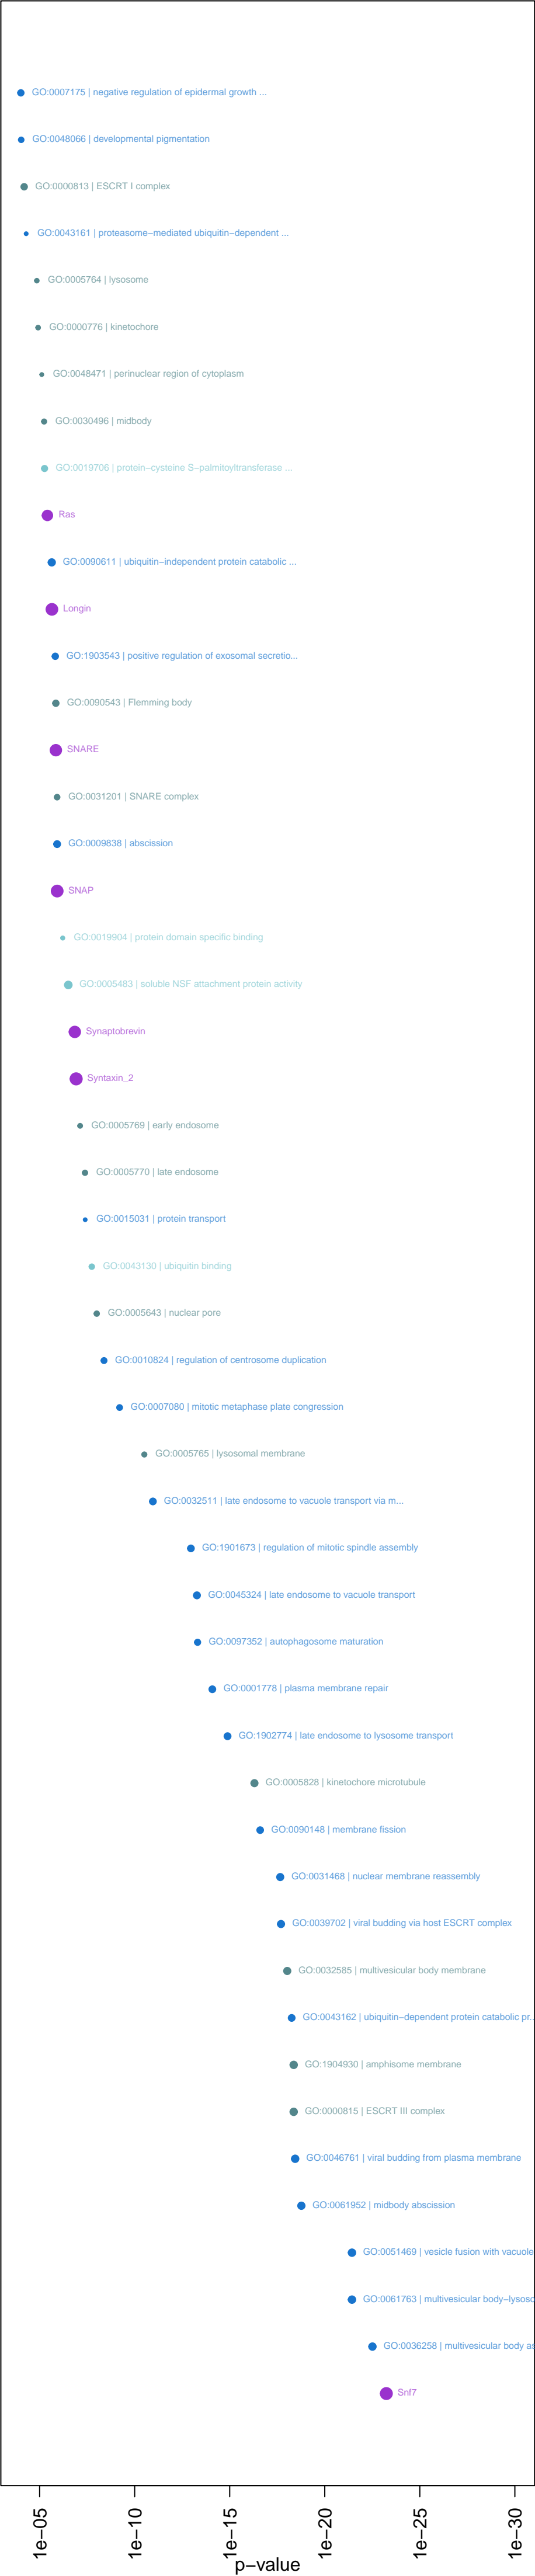 GO:0007175 | negative regulation of epidermal growth ...
GO:0048066 | developmental pigmentation
GO:0000813 | ESCRT I complex
GO:0043161 | proteasome−mediated ubiquitin−dependent ...
GO:0005764 | lysosome
GO:0000776 | kinetochore
GO:0048471 | perinuclear region of cytoplasm
GO:0030496 | midbody
GO:0019706 | protein−cysteine S−palmitoyltransferase ...
Ras
GO:0090611 | ubiquitin−independent protein catabolic ...
Longin
GO:1903543 | positive regulation of exosomal secretio...
GO:0090543 | Flemming body
SNARE
GO:0031201 | SNARE complex
GO:0009838 | abscission
SNAP
GO:0019904 | protein domain specific binding
GO:0005483 | soluble NSF attachment protein activity
Synaptobrevin
Syntaxin_2
GO:0005769 | early endosome
GO:0005770 | late endosome
GO:0015031 | protein transport
GO:0043130 | ubiquitin binding
GO:0005643 | nuclear pore
GO:0010824 | regulation of centrosome duplication
GO:0007080 | mitotic metaphase plate congression
GO:0005765 | lysosomal membrane
GO:0032511 | late endosome to vacuole transport via m...
GO:1901673 | regulation of mitotic spindle assembly
GO:0045324 | late endosome to vacuole transport
GO:0097352 | autophagosome maturation
GO:0001778 | plasma membrane repair
GO:1902774 | late endosome to lysosome transport
GO:0005828 | kinetochore microtubule
GO:0090148 | membrane fission
GO:0031468 | nuclear membrane reassembly
GO:0039702 | viral budding via host ESCRT complex
GO:0032585 | multivesicular body membrane
GO:0043162 | ubiquitin−dependent protein catabolic pr..
GO:1904930 | amphisome membrane
GO:0000815 | ESCRT III complex
GO:0046761 | viral budding from plasma membrane
GO:0061952 | midbody abscission
GO:0051469 | vesicle fusion with vacuole
GO:0061763 | multivesicular body−lysoso
GO:0036258 | multivesicular body as
Snf7
1e−05 1e−10 1e−15 1e−20 1e−25 1e−30
p−value